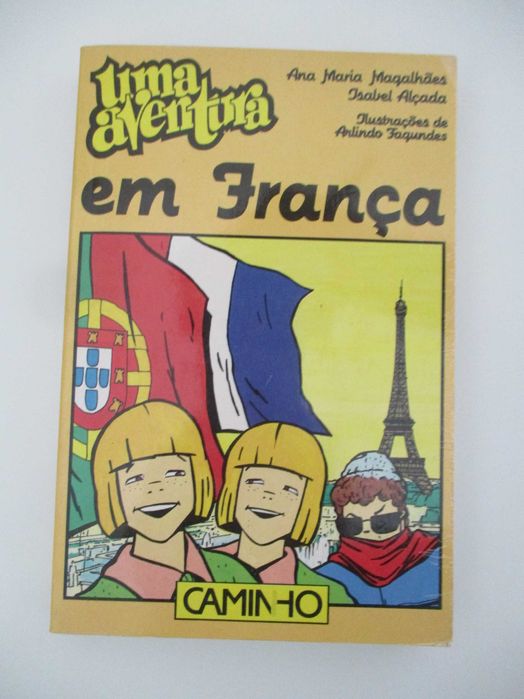 uma
aventura
Ana Maria Magalhães
Isabel Alçada
Ilustrações de
Arlindo Fagundes
em França
CAMINHO